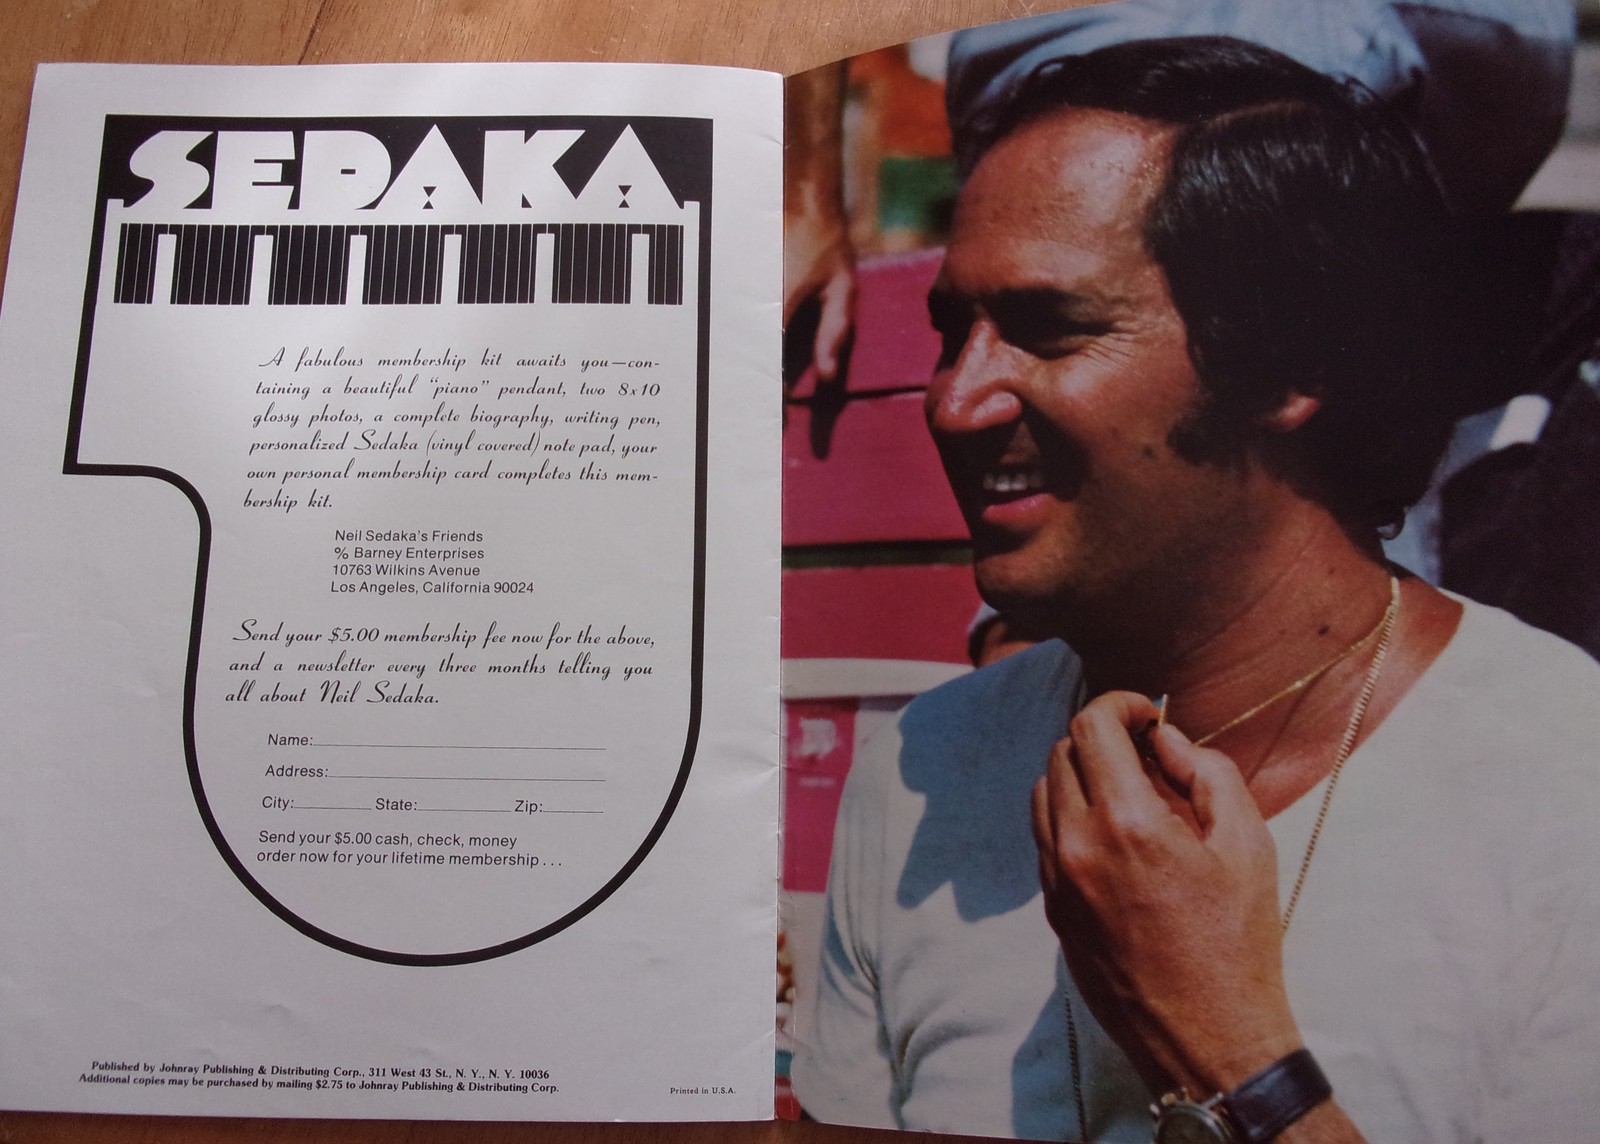 SEDAKA
A fabulous membership kit awaits you—con-
taining a beautiful “piano” pendant, two 8x10
glossy photos, a complete biography, writing pen,
personalized Sedaka (vinyl covered) note pad, your
own personal membership card completes this mem-
bership kit.
Neil Sedaka's Friends
% Barney Enterprises
10763 Wilkins Avenue
Los Angeles, California 90024
Send your $5.00 membership fee now for the above,
and a newsletter every three months telling you
all about Neil Sedaka.
Name:
Address:
City: State: Zip:
Send your $5.00 cash, check, money
order now for your lifetime membership . . .
Published by Johnray Publishing & Distributing Corp., 311 West 43 St., N. Y., N. Y. 10036
Additional copies may be purchased by mailing $2.75 to Johnray Publishing & Distributing Corp.
Printed in U.S.A.